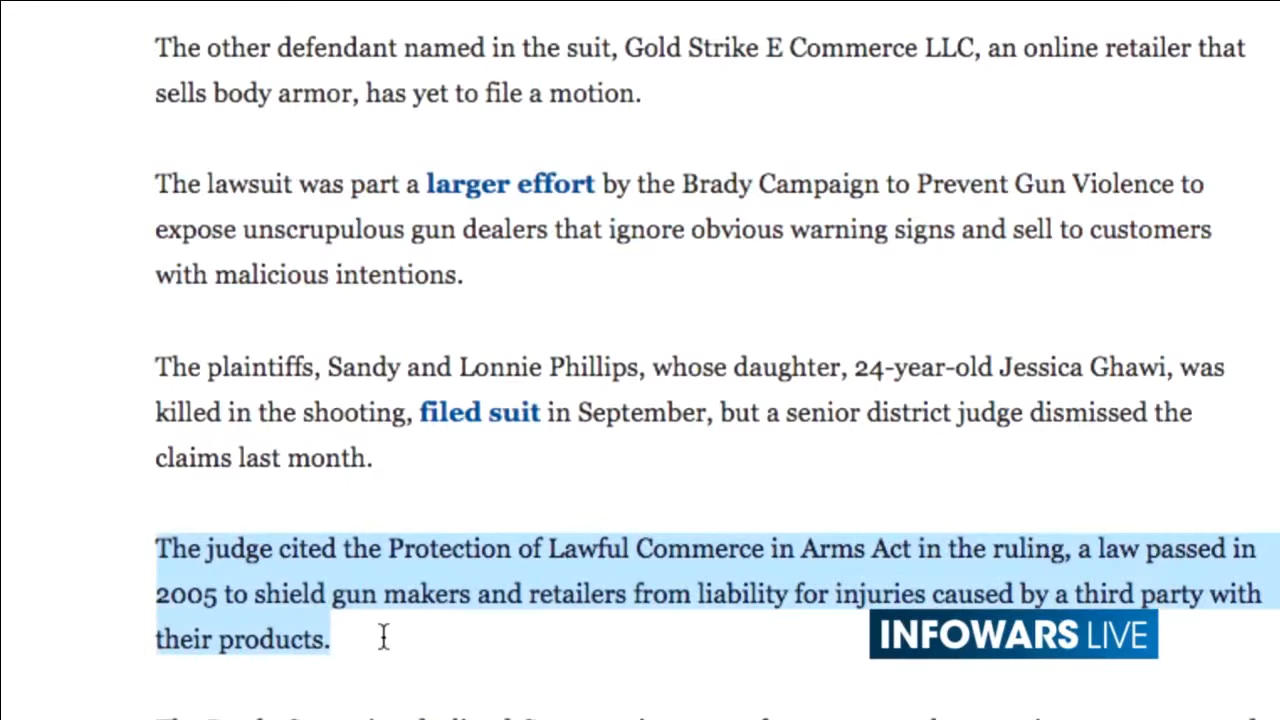 The other defendant named in the suit, Gold Strike E Commerce LLC, an online retailer that
sells body armor, has yet to file a motion.
The lawsuit was part a larger effort by the Brady Campaign to Prevent Gun Violence to
expose unscrupulous gun dealers that ignore obvious warning signs and sell to customers
with malicious intentions.
The plaintiffs, Sandy and Lonnie Phillips, whose daughter, 24-year-old Jessica Ghawi, was
killed in the shooting, filed suit in September, but a senior district judge dismissed the
claims last month.
The judge cited the Protection of Lawful Commerce in Arms Act in the ruling, a law passed in
2005 to shield gun makers and retailers from liability for injuries caused by a third party with
their products.
INFOWARS LIVE